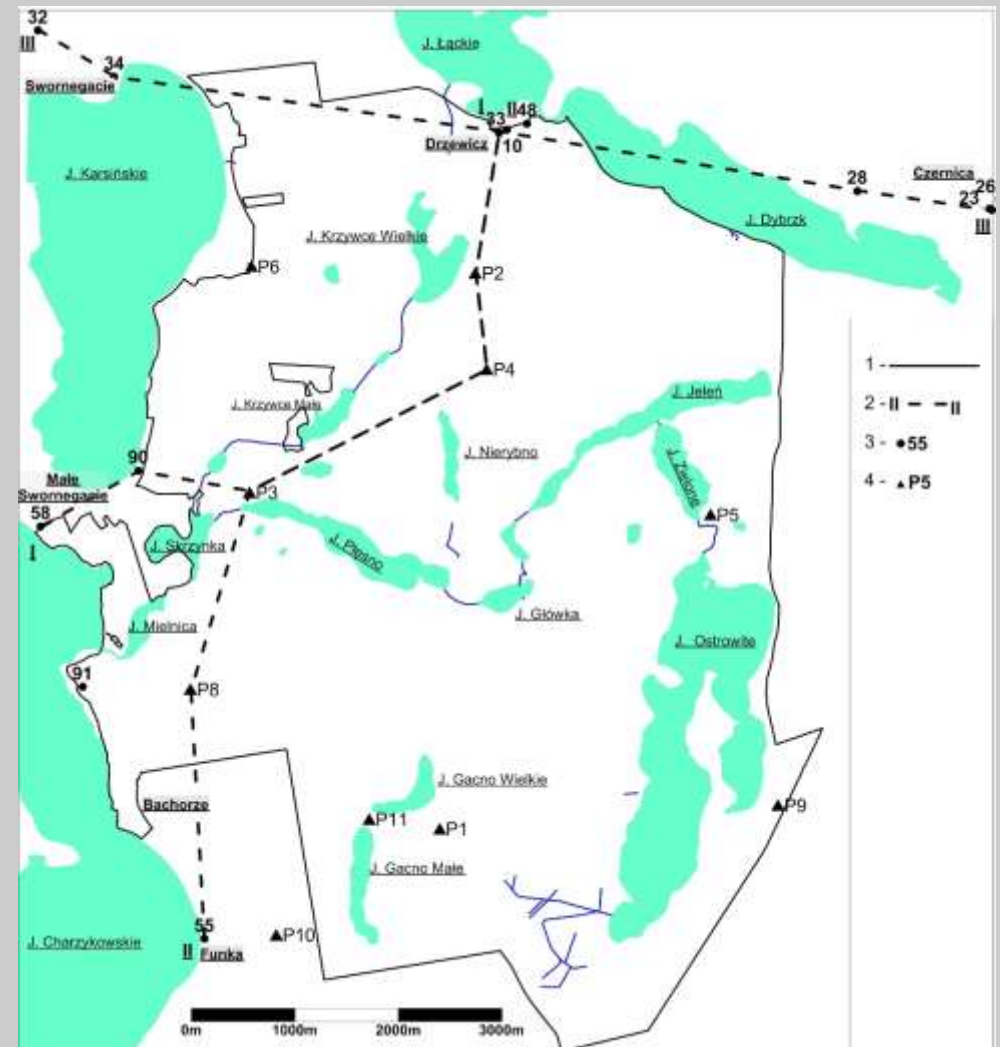 32
III
34
Swornegacie
J. Łąckie
I
33
II
48
10
Drzewicz
J. Karsińskie
28
Czernica
26
23
III
J. Dybrzk
J. Krzywce Wielkie
P6
P2
P4
1 -
J. Krzywce Małe
J. Jeleń
2 - II II
J. Nierybno
3 - 55
90
4 - P5
Małe
Swornegacie
J. Zielone
P3
58
P5
I
J. Skrzynka
J. Płęsno
J. Główka
J. Mielnica
J. Ostrowite
91
P8
J. Gacno Wielkie
Bachorze
P9
P11
P1
J. Gacno Małe
55
P10
J. Charzykowskie
II
Funka
0m 1000m 2000m 3000m